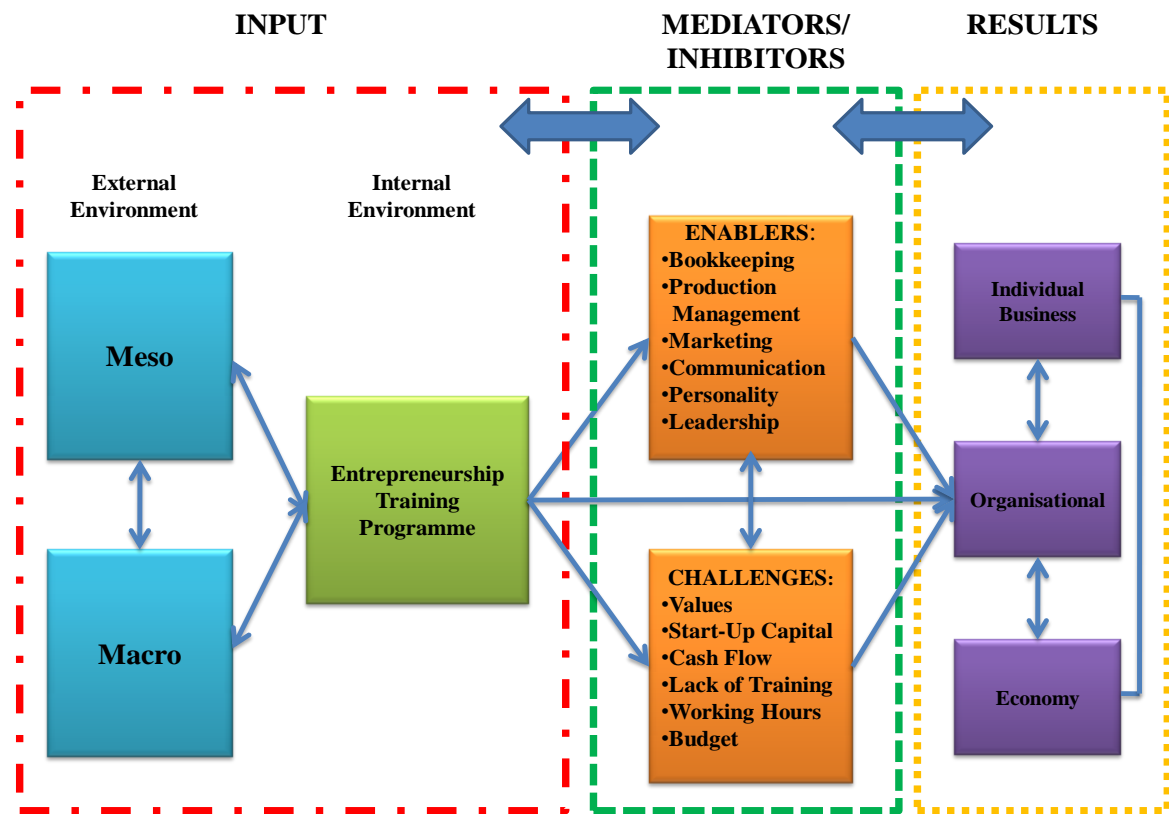 INPUT
MEDIATORS/
INHIBITORS
RESULTS
External
Environment
Internal
Environment
Meso
Macro
Entrepreneurship
Training
Programme
ENABLERS:
•Bookkeeping
•Production
Management
•Marketing
•Communication
•Personality
•Leadership
CHALLENGES:
•Values
•Start-Up Capital
•Cash Flow
•Lack of Training
•Working Hours
•Budget
Individual
Business
Organisational
Economy